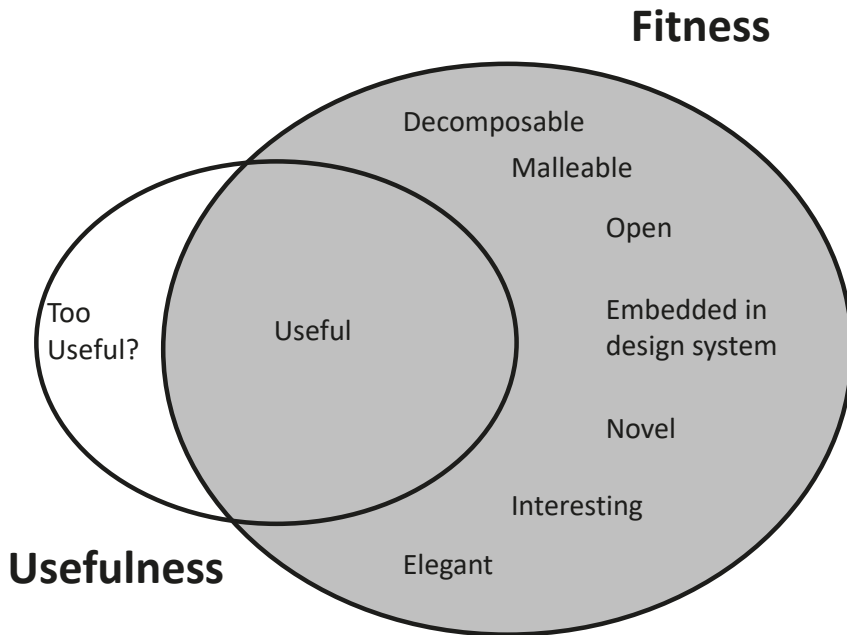 Fitness
Decomposable
Malleable
Open
Too
Useful?
Useful
Embedded in
design system
Novel
Interesting
Elegant
Usefulness